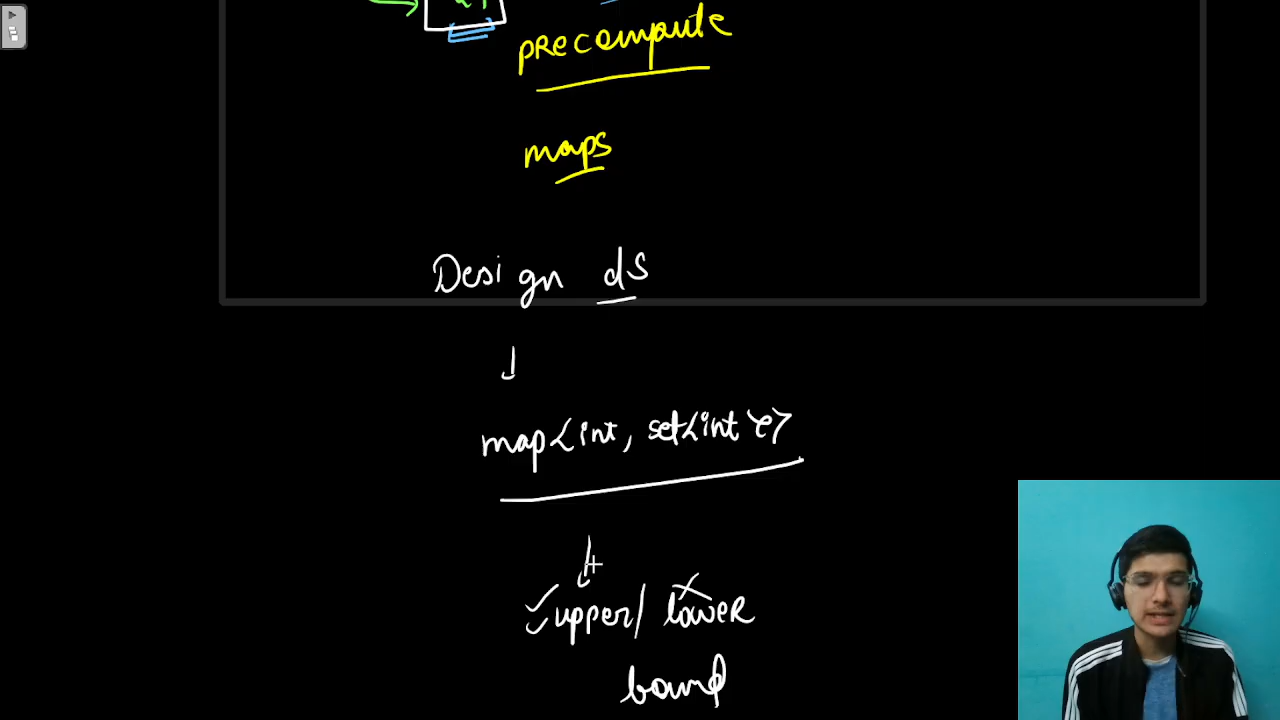 precompute
maps
Design ds
map<int, set<int>>
upper/ lower
bound